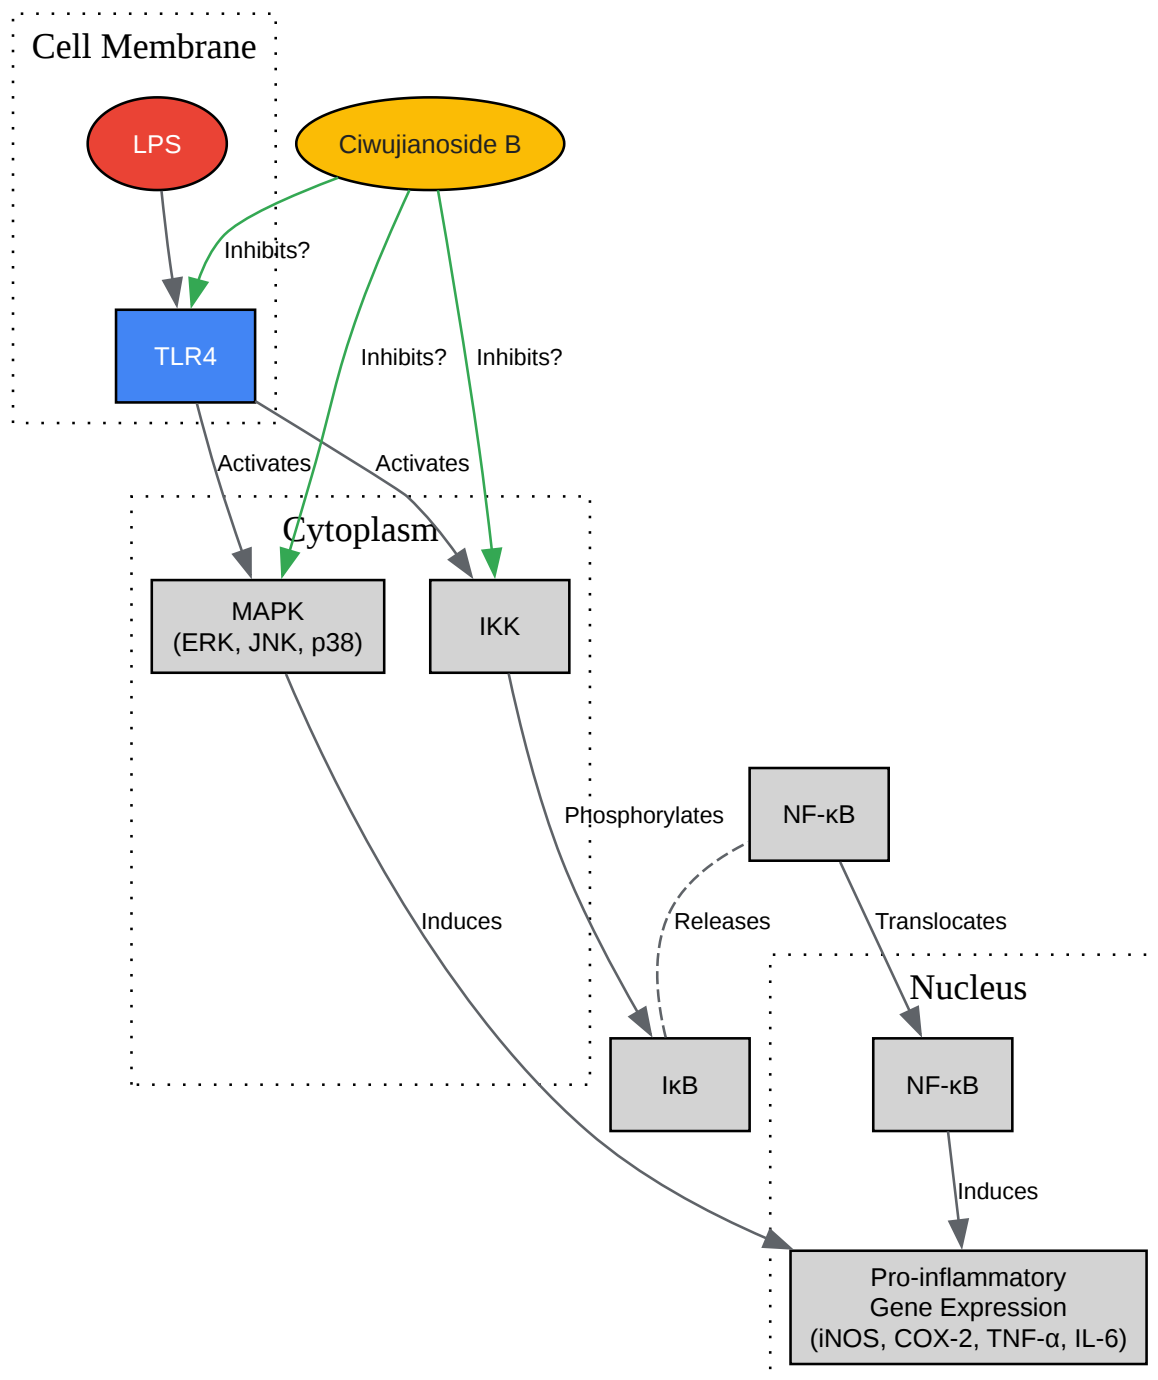 Cell Membrane
LPS
Ciwujianoside B
Inhibits?
TLR4
Inhibits?
Inhibits?
Activates
Activates
Cytoplasm
MAPK
(ERK, JNK, p38)
IKK
Phosphorylates
NF-κB
Induces
Releases
Translocates
Nucleus
IκB
NF-κB
Induces
Pro-inflammatory
Gene Expression
(iNOS, COX-2, TNF-α, IL-6)